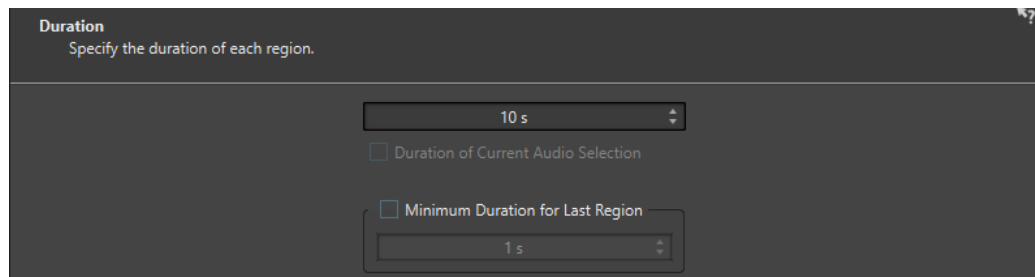 Duration
Specify the duration of each region.
10 s
Duration of Current Audio Selection
Minimum Duration for Last Region
1 s